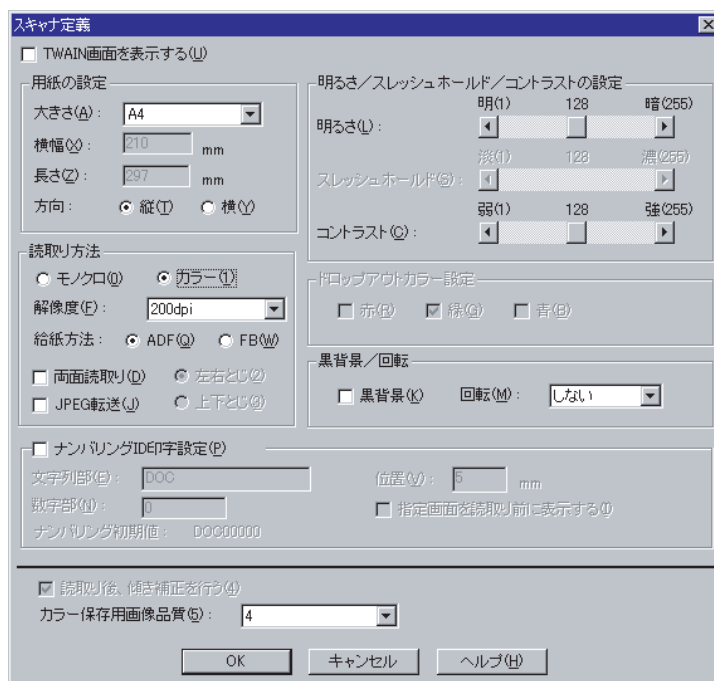 スキャナ定義
TWAIN画面を表示する(U)
用紙の設定
大きさ(A): A4
横幅(X): 210 mm
長さ(Z): 297 mm
方向: 縦(T) 横(Y)
読取り方法
モノクロ(0) カラー(1)
解像度(F): 200dpi
給紙方法: ADF(Q) FB(W)
両面読取り(D) 左右とじ(2)
JPEG転送(J) 上下とじ(3)
明るさ/スレッシュホールド/コントラストの設定
明(1) 128 暗(255)
明るさ(L):
淡(1) 128 濃(255)
スレッシュホールド(S):
弱(1) 128 強(255)
コントラスト(C):
ドロップアウトカラー設定
赤(R) 緑(G) 青(B)
黒背景/回転
黒背景(K) 回転(M): しない
ナンバリングID印字設定(P)
文字列部(E): DOC 位置(V): 5 mm
数字部(N): 0 指定画面を読取り前に表示する(I)
ナンバリング初期値: DOC00000
読取り後、傾き補正を行う(4)
カラー保存用画像品質(5): 4
OK キャンセル ヘルプ(H)